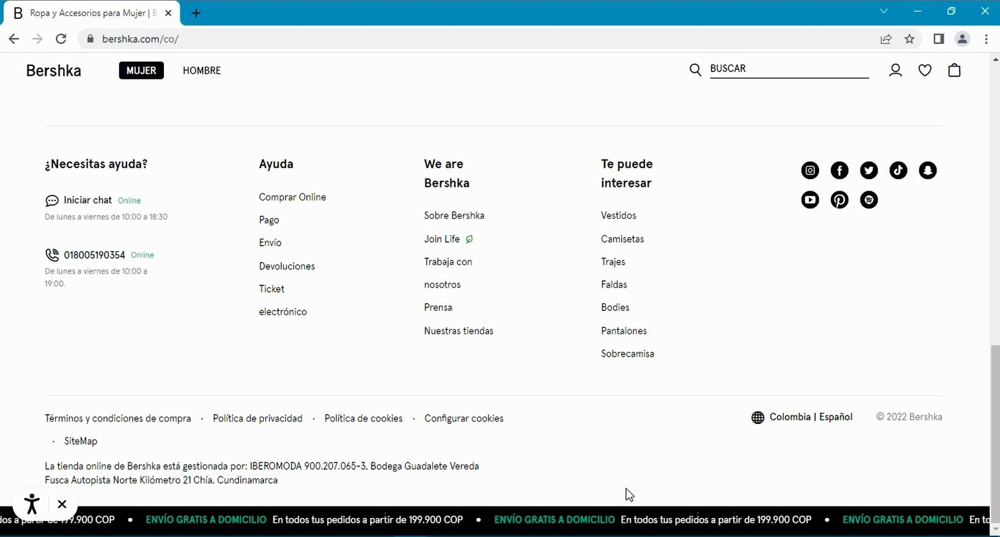 Ropa y Accesorios para Mujer | B
bershka.com/co/
Bershka
MUJER
HOMBRE
BUSCAR
¿Necesitas ayuda?
Iniciar chat Online
De lunes a viernes de 10:00 a 18:30
018005190354 Online
De lunes a viernes de 10:00 a
19:00.
Ayuda
Comprar Online
Pago
Envío
Devoluciones
Ticket
electrónico
We are
Bershka
Sobre Bershka
Join Life
Trabaja con
nosotros
Prensa
Nuestras tiendas
Te puede
interesar
Vestidos
Camisetas
Trajes
Faldas
Bodies
Pantalones
Sobrecamisa
Términos y condiciones de compra · Política de privacidad · Política de cookies · Configurar cookies
· SiteMap
Colombia | Español
© 2022 Bershka
La tienda online de Bershka está gestionada por: IBEROMODA 900.207.065-3, Bodega Guadalete Vereda
Fusca Autopista Norte Kilómetro 21 Chía, Cundinamarca
dos a partir de 199.900 COP • ENVÍO GRATIS A DOMICILIO En todos tus pedidos a partir de 199.900 COP • ENVÍO GRATIS A DOMICILIO En todos tus pedidos a partir de 199.900 COP • ENVÍO GRATIS A DOMICILIO En to